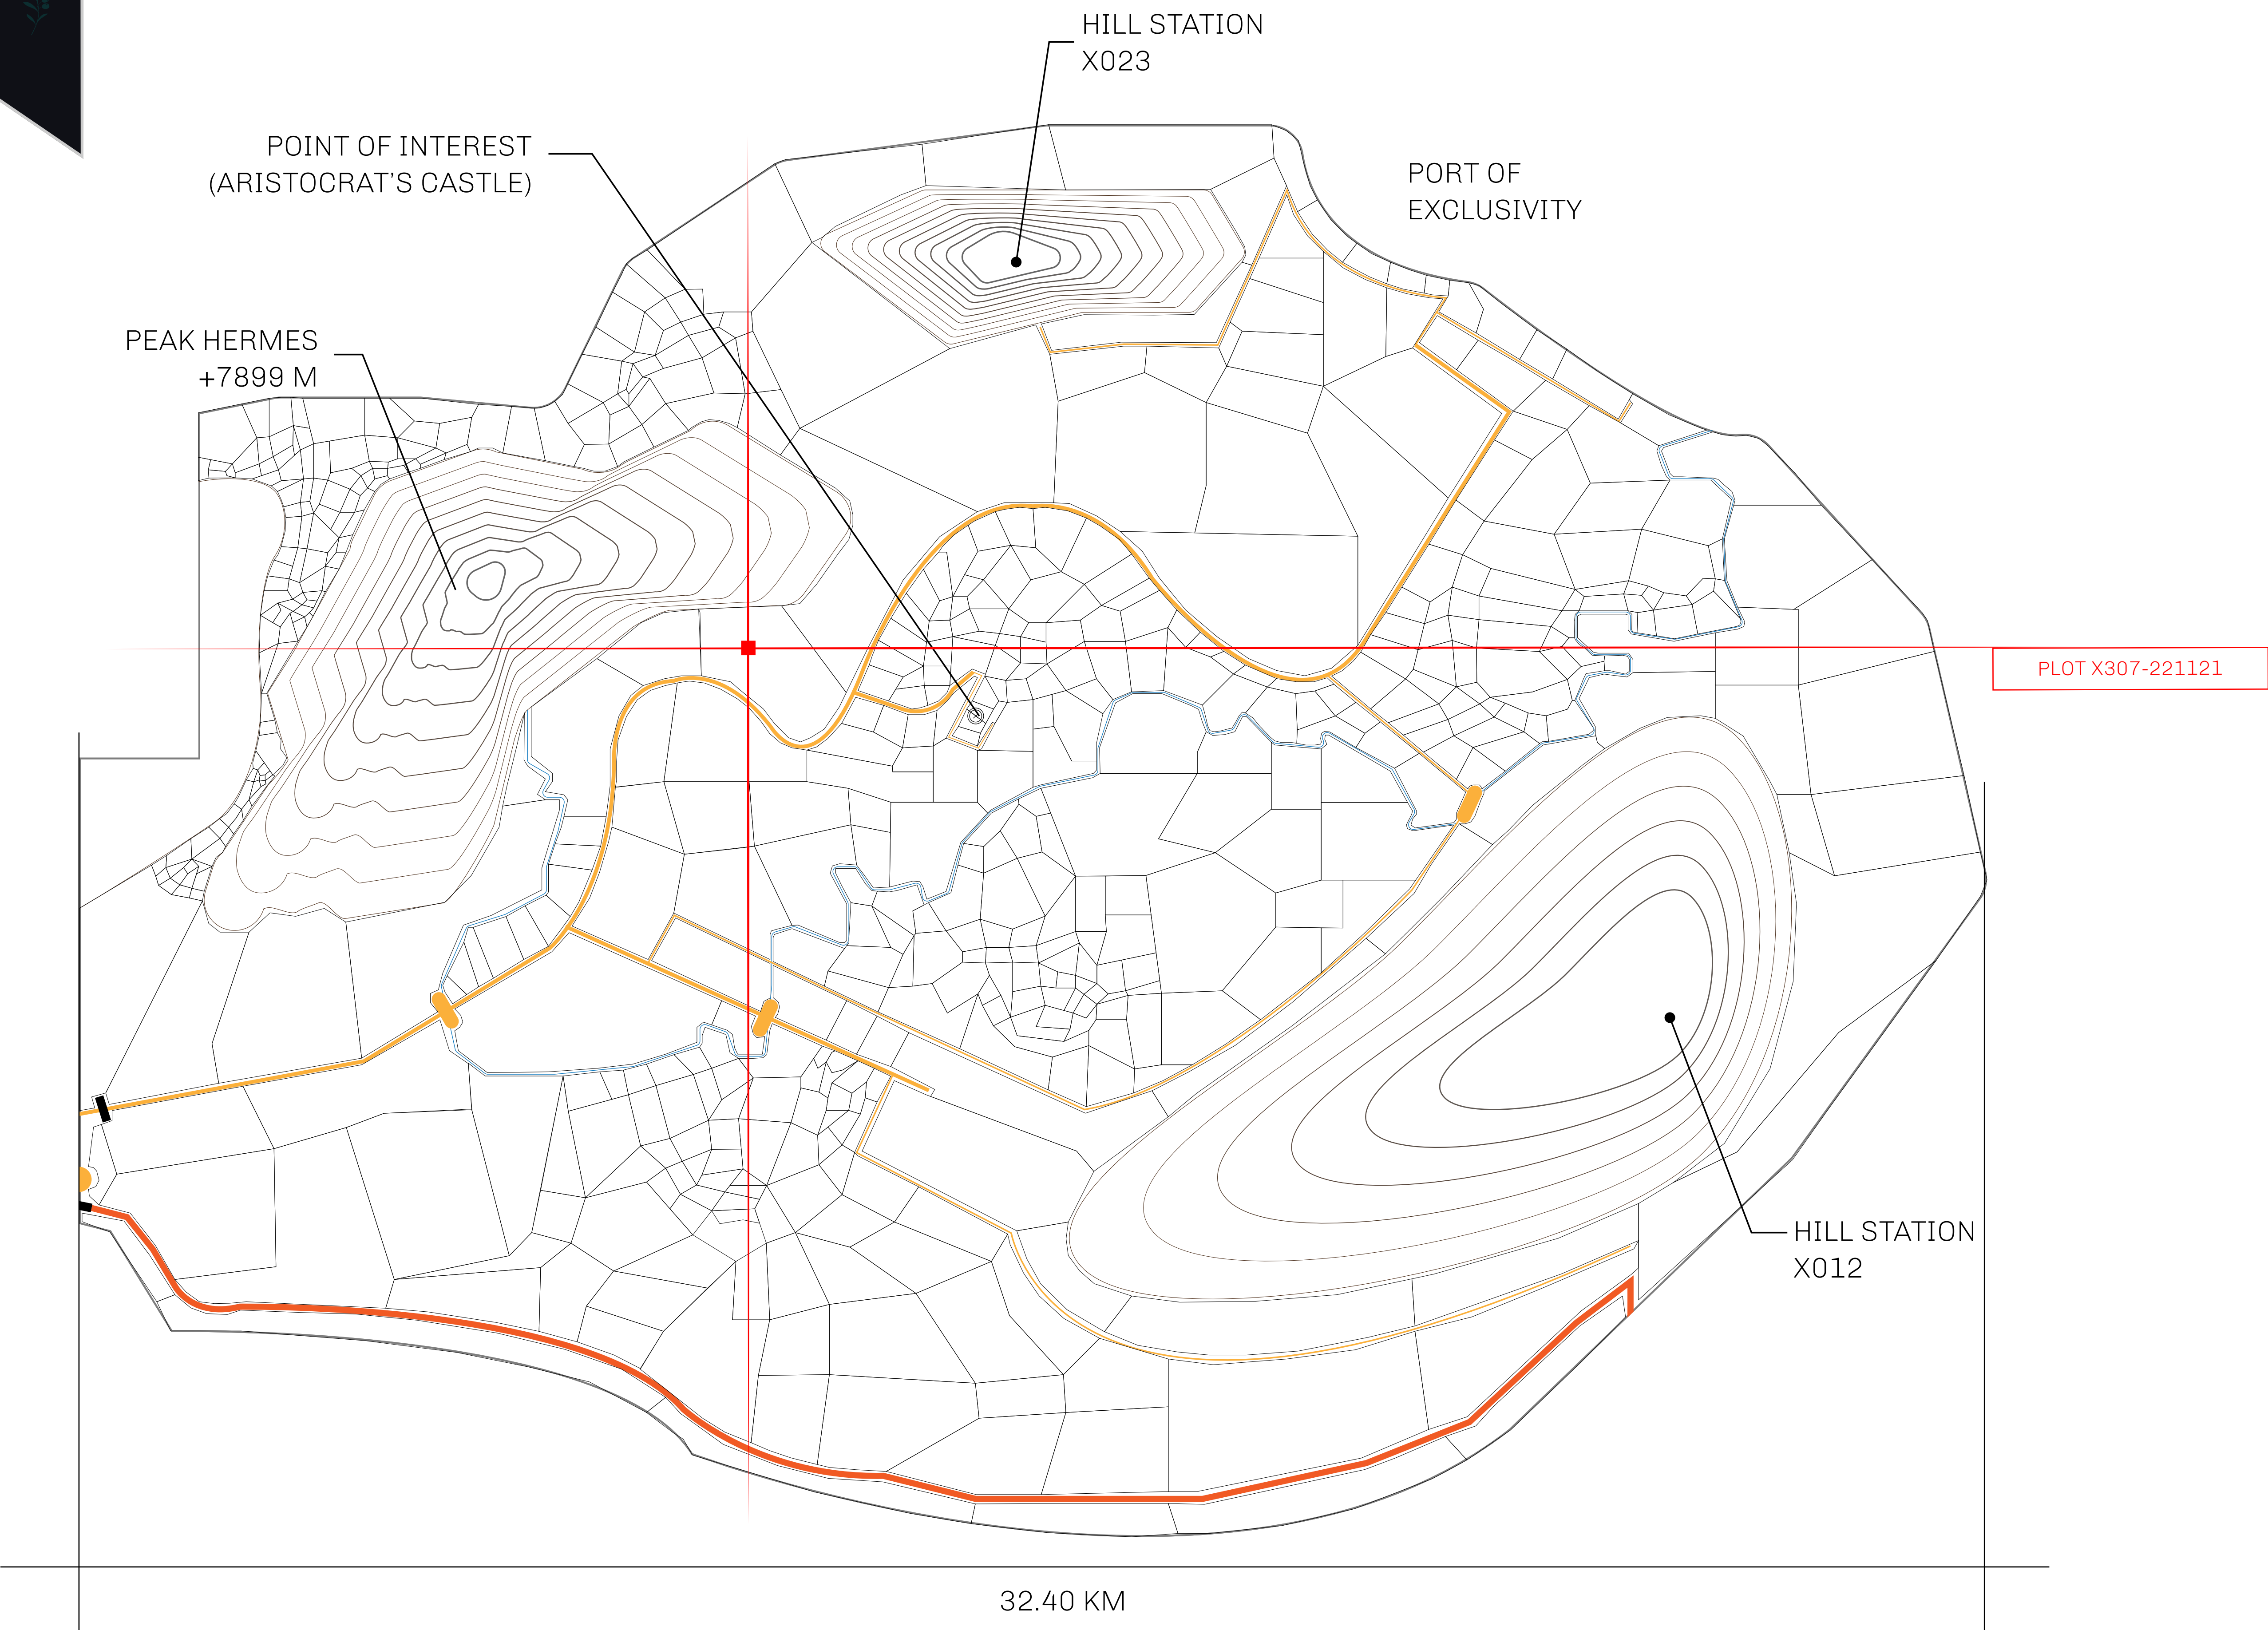 HILL STATION
X023
POINT OF INTEREST
(ARISTOCRAT'S CASTLE)
PORT OF
EXCLUSIVITY
PEAK HERMES
+7899 M
PLOT X307-221121
HILL STATION
X012
32.40 KM